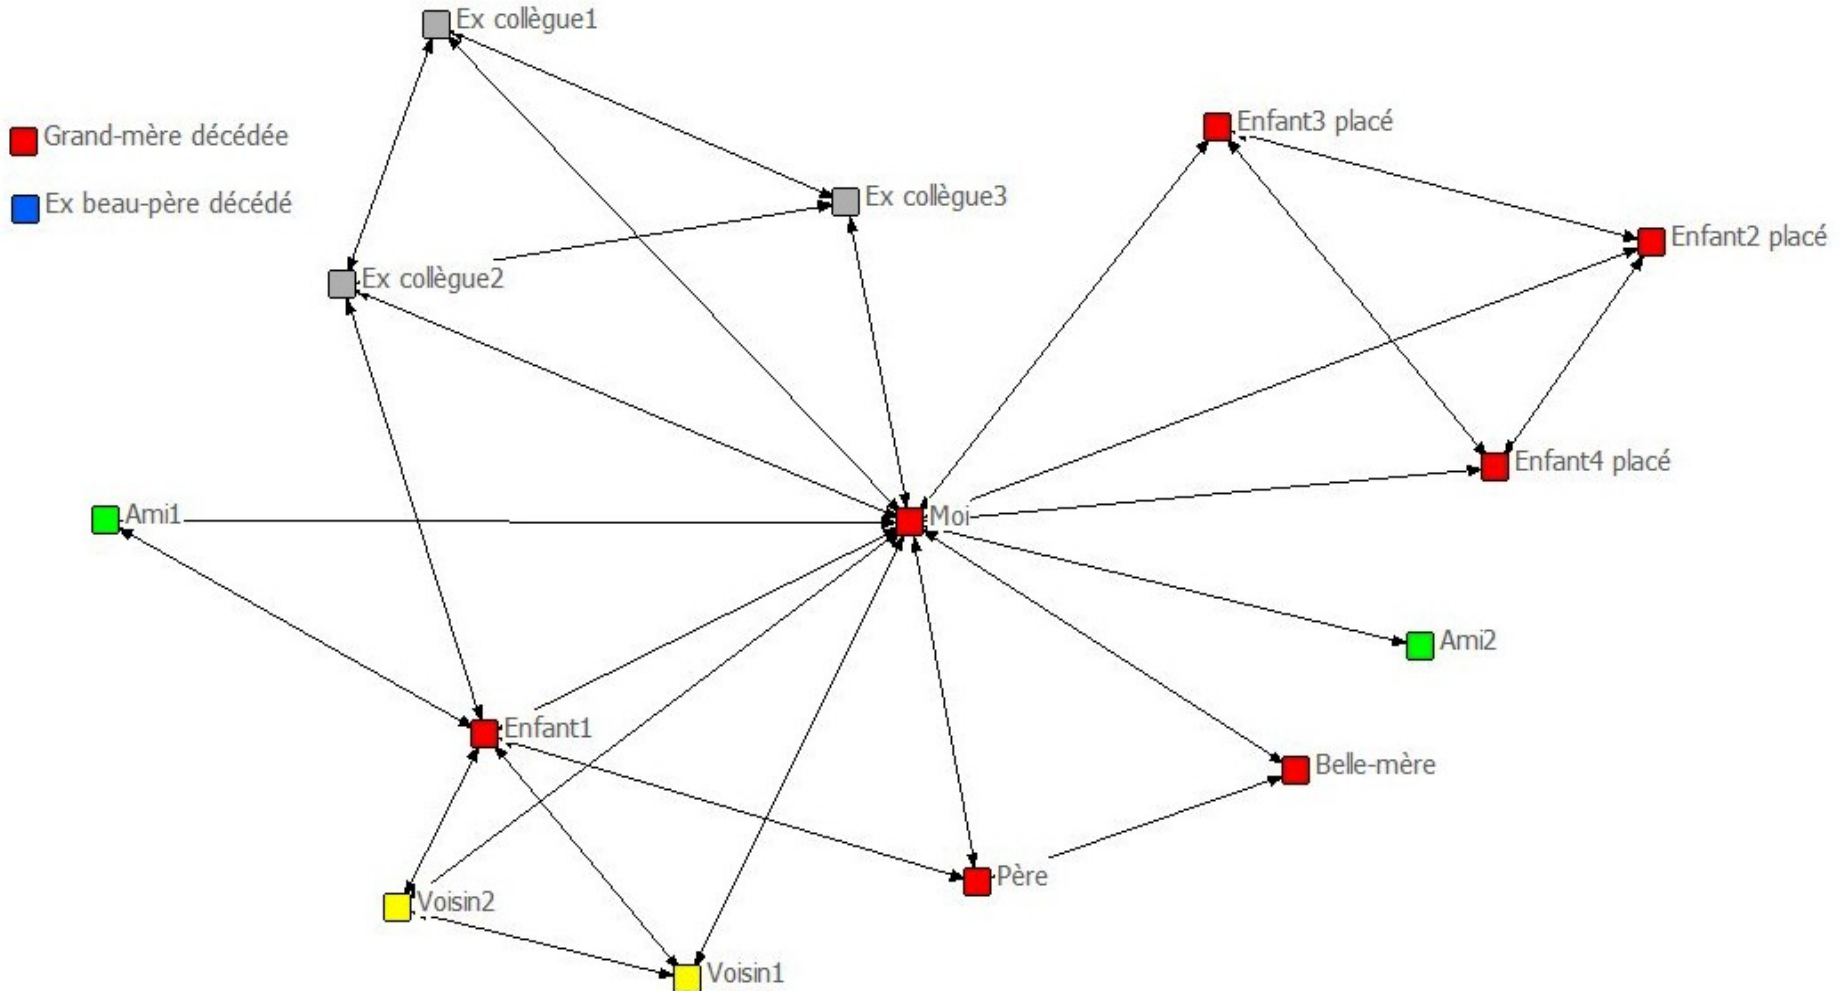 Ex collègue1
Enfant3 placé
Grand-mère décédée
Ex collègue3
Ex beau-père décédé
Enfant2 placé
Ex collègue2
Enfant4 placé
Ami1
Moi
Ami2
Enfant1
Belle-mère
Père
Voisin2
Voisin1